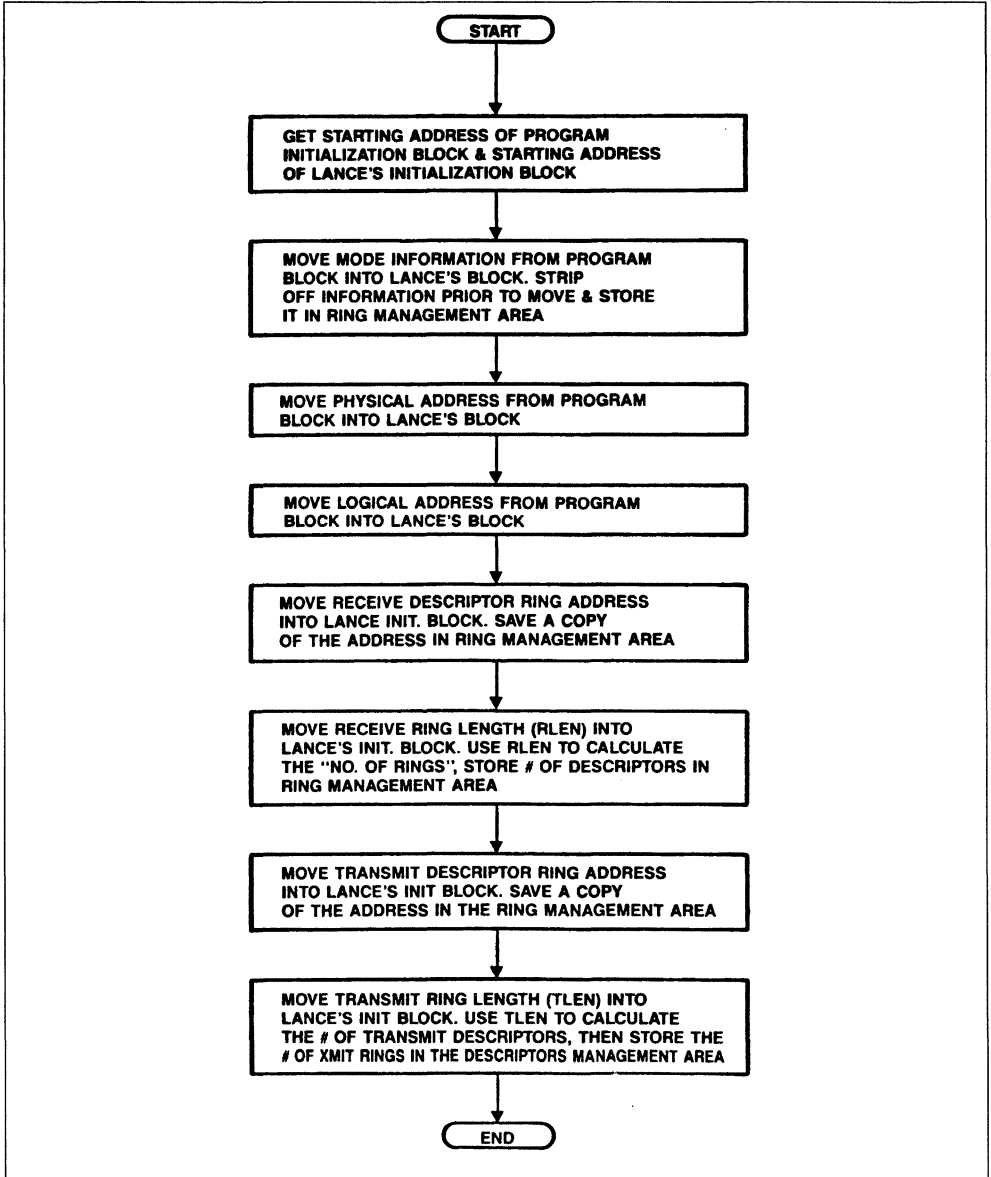 START
GET STARTING ADDRESS OF PROGRAM
INITIALIZATION BLOCK & STARTING ADDRESS
OF LANCE'S INITIALIZATION BLOCK
MOVE MODE INFORMATION FROM PROGRAM
BLOCK INTO LANCE'S BLOCK. STRIP
OFF INFORMATION PRIOR TO MOVE & STORE
IT IN RING MANAGEMENT AREA
MOVE PHYSICAL ADDRESS FROM PROGRAM
BLOCK INTO LANCE'S BLOCK
MOVE LOGICAL ADDRESS FROM PROGRAM
BLOCK INTO LANCE'S BLOCK
MOVE RECEIVE DESCRIPTOR RING ADDRESS
INTO LANCE INIT. BLOCK. SAVE A COPY
OF THE ADDRESS IN RING MANAGEMENT AREA
MOVE RECEIVE RING LENGTH (RLEN) INTO
LANCE'S INIT. BLOCK. USE RLEN TO CALCULATE
THE "NO. OF RINGS", STORE # OF DESCRIPTORS IN
RING MANAGEMENT AREA
MOVE TRANSMIT DESCRIPTOR RING ADDRESS
INTO LANCE'S INIT BLOCK. SAVE A COPY
OF THE ADDRESS IN THE RING MANAGEMENT AREA
MOVE TRANSMIT RING LENGTH (TLEN) INTO
LANCE'S INIT BLOCK. USE TLEN TO CALCULATE
THE # OF TRANSMIT DESCRIPTORS, THEN STORE THE
# OF XMIT RINGS IN THE DESCRIPTORS MANAGEMENT AREA
END